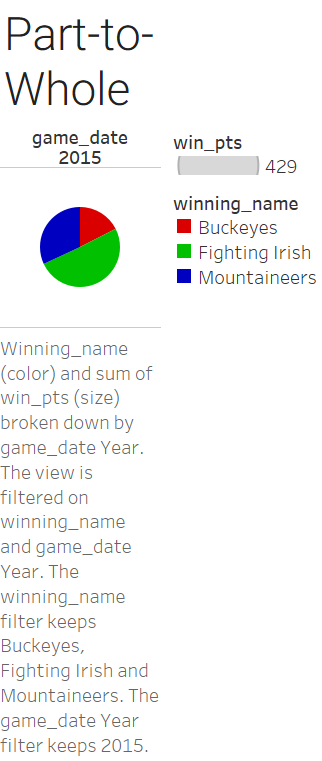 Part-to-
Whole
game_date
2015
win_pts
429
winning_name
Buckeyes
Fighting Irish
Mountaineers
Winning_name
(color) and sum of
win_pts (size)
broken down by
game_date Year.
The view is
filtered on
winning_name
and game_date
Year. The
winning_name
filter keeps
Buckeyes,
Fighting Irish and
Mountaineers. The
game_date Year
filter keeps 2015.